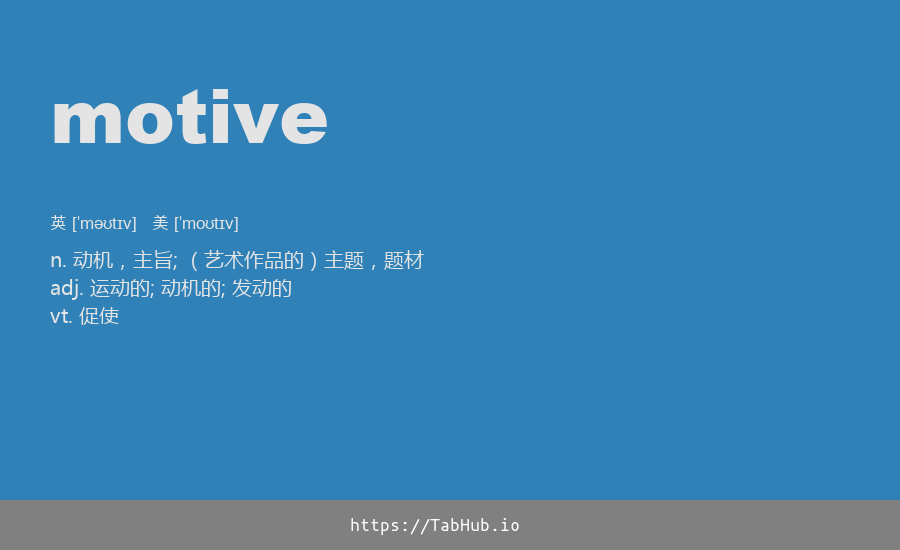 motive
英 [ˈməʊtɪv] 美 [ˈmoʊtɪv]
n. 动机，主旨; （艺术作品的）主题，题材
adj. 运动的; 动机的; 发动的
vt. 促使
https://TabHub.io